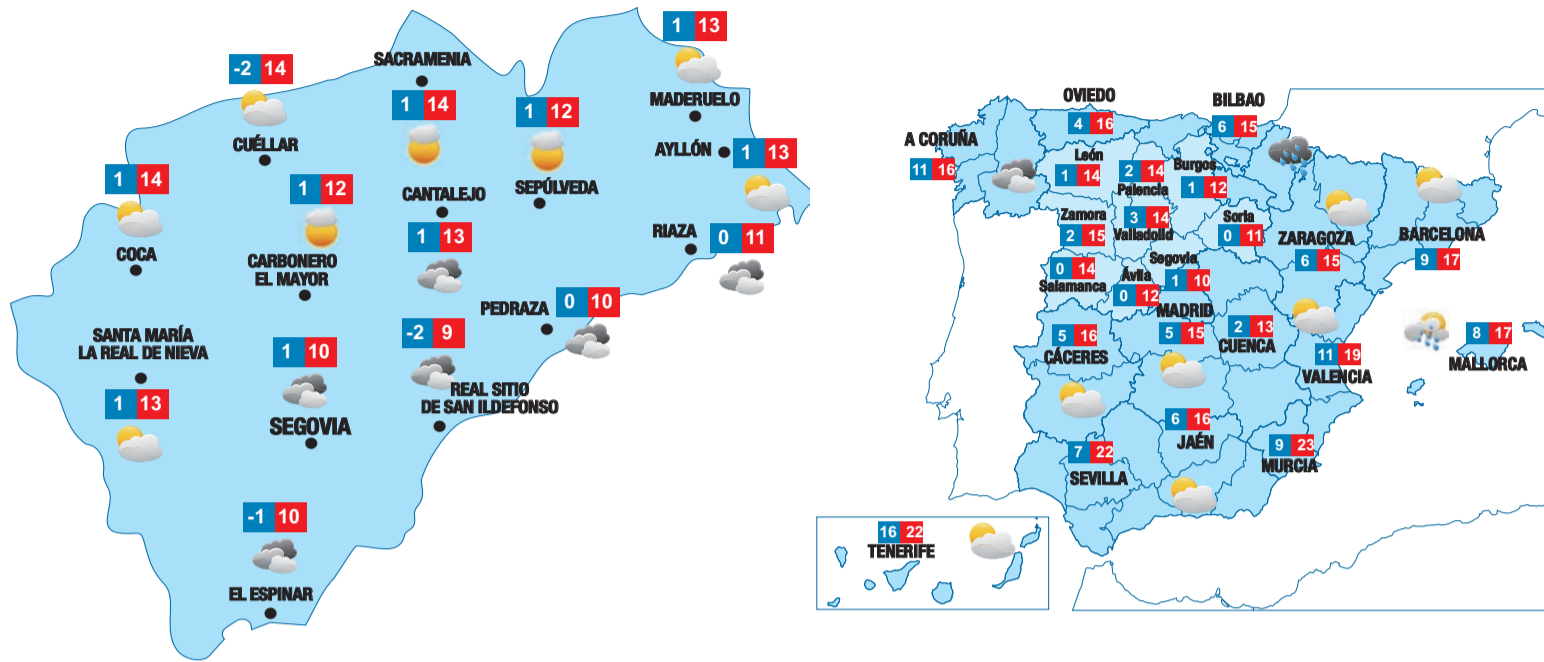 1 13
MADERUELO
-2 14
CUÉLLAR
SACRAMENIA
1 14
1 12
SEPÚLVEDA
AYLLÓN
1 13
1 14
COCA
1 12
CARBONERO
EL MAYOR
CANTALEJO
1 13
RIAZA
0 11
PEDRAZA
0 10
SANTA MARÍA
LA REAL DE NIEVA
1 13
1 10
SEGOVIA
-2 9
REAL SITIO
DE SAN ILDEFONSO
-1 10
EL ESPINAR
OVIEDO
4 16
BILBAO
6 15
A CORUÑA
11 16
León
1 14
2 14
Palencia
Burgos
1 12
Zamora
2 15
3 14
Valladolid
Soria
0 11
ZARAGOZA
6 15
BARCELONA
9 17
0 14
Salamanca
Ávila
0 12
Segovia
1 10
MADRID
5 15
5 16
CÁCERES
2 13
CUENCA
11 19
VALENCIA
8 17
MALLORCA
6 16
JAÉN
7 22
SEVILLA
9 23
MURCIA
16 22
TENERIFE